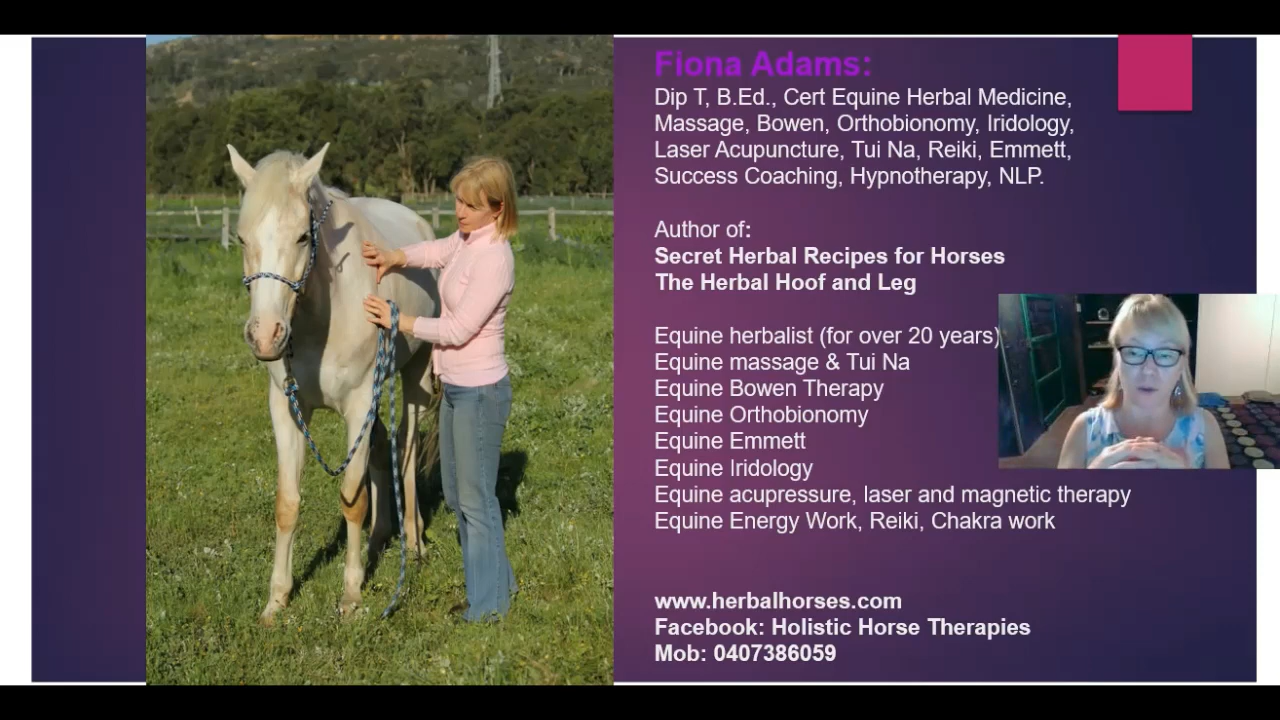 Fiona Adams:
Dip T, B.Ed., Cert Equine Herbal Medicine,
Massage, Bowen, Orthobionomy, Iridology,
Laser Acupuncture, Tui Na, Reiki, Emmett,
Success Coaching, Hypnotherapy, NLP.
Author of:
Secret Herbal Recipes for Horses
The Herbal Hoof and Leg
Equine herbalist (for over 20 years)
Equine massage & Tui Na
Equine Bowen Therapy
Equine Orthobionomy
Equine Emmett
Equine Iridology
Equine acupressure, laser and magnetic therapy
Equine Energy Work, Reiki, Chakra work
www.herbalhorses.com
Facebook: Holistic Horse Therapies
Mob: 0407386059